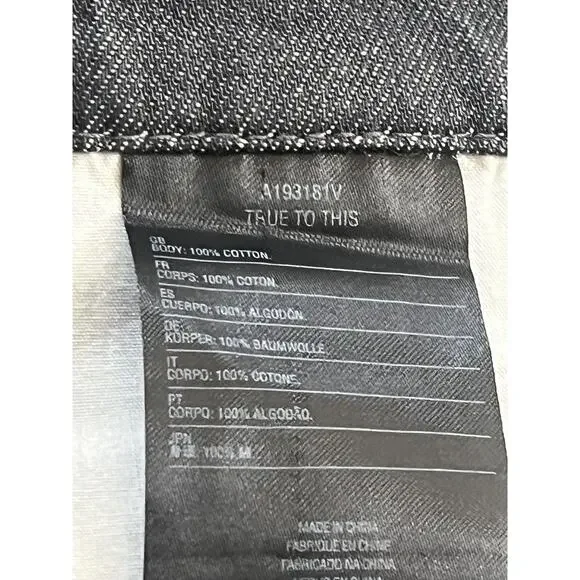 A193181V
TRUE TO THIS
GB
BODY: 100% COTTON.
FR
CORPS: 100% COTON.
ES
CUERPO: 100% ALGODÓN.
DE
KÖRPER: 100% BAUMWOLLE.
IT
CORPO: 100% COTONE.
PT
CORPO: 100% ALGODÃO.
JPN
100%
MADE IN CHINA
FABRIQUÉ EN CHINE
FABRICADO NA CHINA